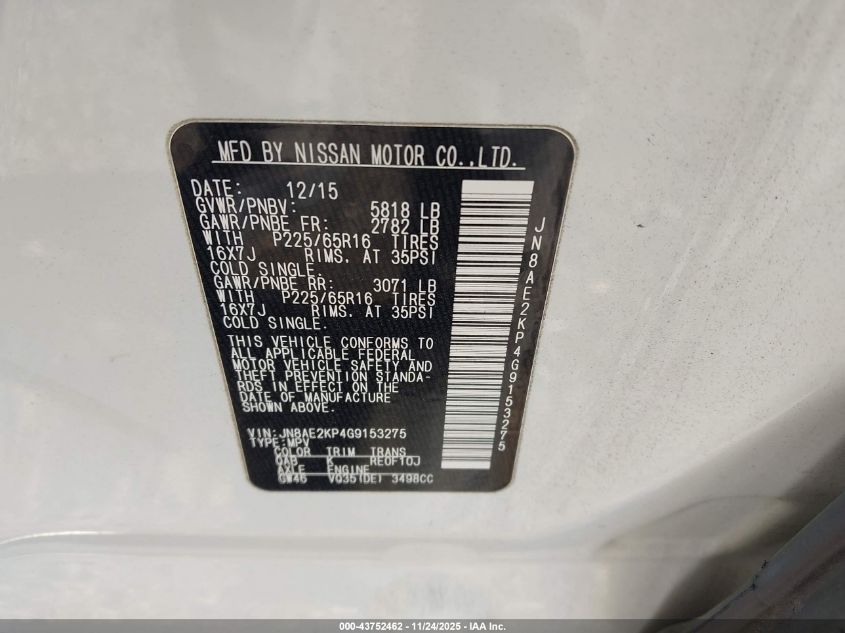 MFD BY NISSAN MOTOR CO.,LTD.
DATE: 12/15
GVWR/PNBV: 5818 LB
GAWR/PNBE FR: 2782 LB
WITH P225/65R16 TIRES
16X7J RIMS. AT 35PSI
COLD SINGLE.
GAWR/PNBE RR: 3071 LB
WITH P225/65R16 TIRES
16X7J RIMS. AT 35PSI
COLD SINGLE.
THIS VEHICLE CONFORMS TO
ALL APPLICABLE FEDERAL
MOTOR VEHICLE SAFETY AND
THEFT PREVENTION STANDA-
RDS IN EFFECT ON THE
DATE OF MANUFACTURE
SHOWN ABOVE.
VIN: JN8AE2KP4G9153275
TYPE: MPV
COLOR TRIM TRANS
QAB K RE0F10J
AXLE ENGINE
GW46 VQ35(DE) 3498CC
JN8AE2KP4G9153275
000-43752462 - 11/24/2025 - IAA Inc.